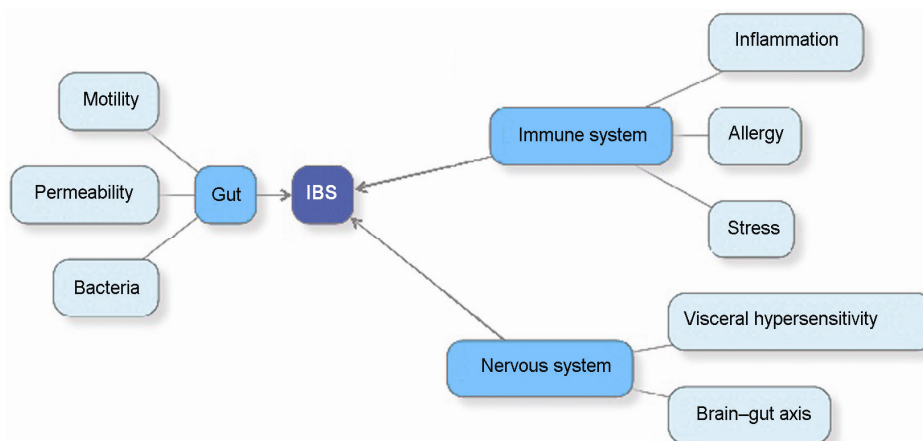 Motility
Permeability
Bacteria
Gut
IBS
Immune system
Inflammation
Allergy
Stress
Nervous system
Visceral hypersensitivity
Brain–gut axis